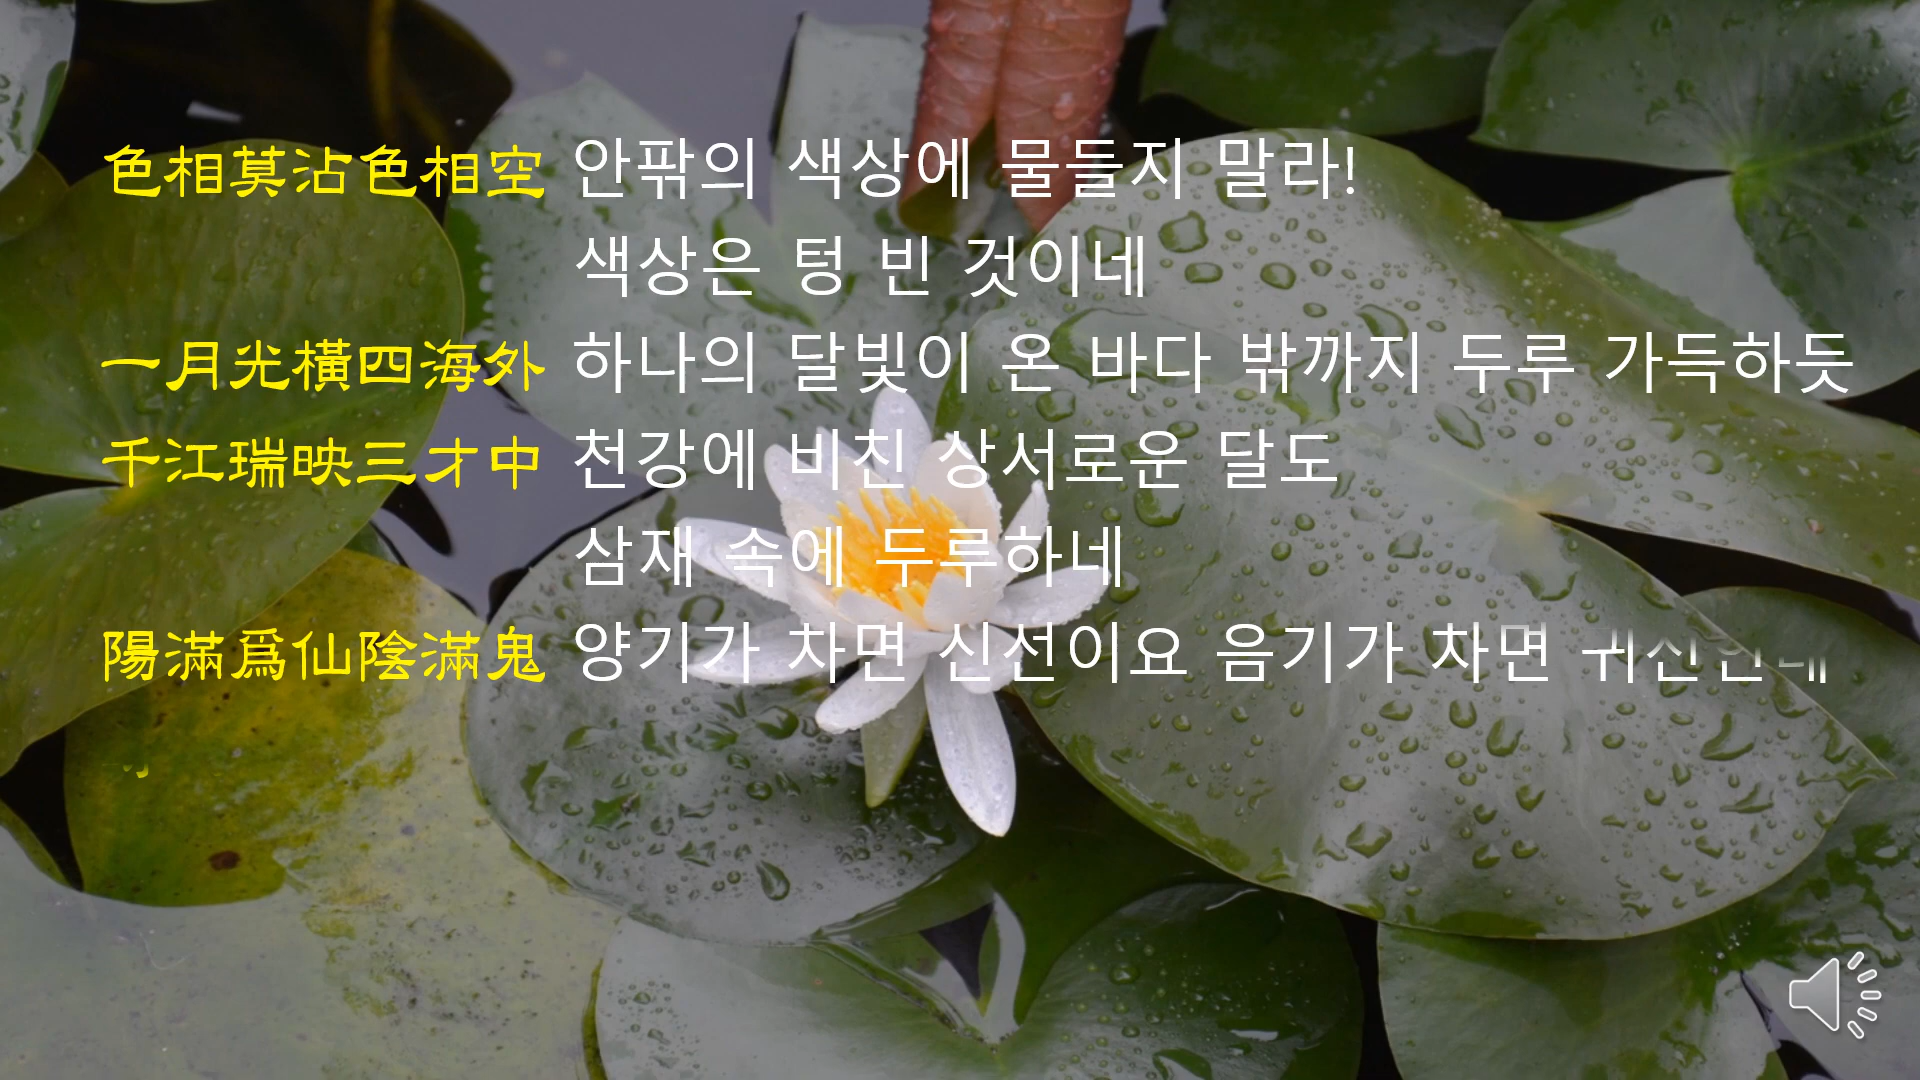 色相莫沾色相空 안팎의 색상에 물들지 말라!
색상은 텅 빈 것이네
一月光橫四海外 하나의 달빛이 온 바다 밖까지 두루 가득하듯
千江瑞映三才中 천강에 비친 상서로운 달도
삼재 속에 두루하네
陽滿爲仙陰滿鬼 양기가 차면 신선이요 음기가 차면